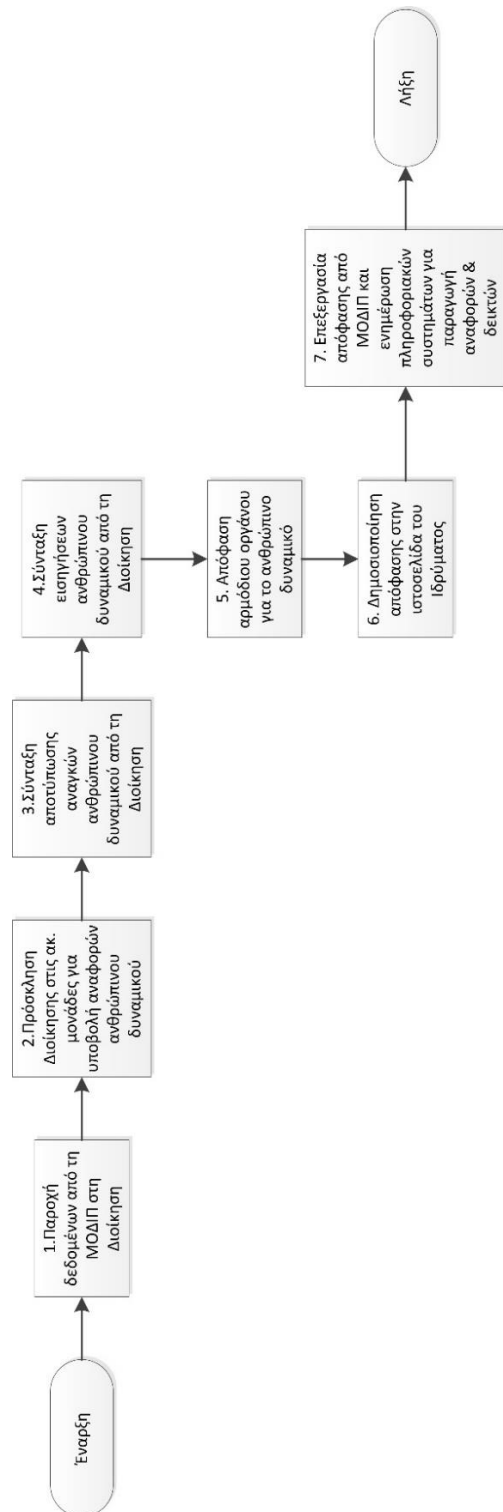 Έναρξη
1.Παροχή
δεδομένων από τη
ΜΟΔΙΠ στη
Διοίκηση
2.Πρόσκληση
Διοίκησης στις ακ.
μονάδες για
υποβολή αναφορών
ανθρώπινου
δυναμικού
3.Σύνταξη
αποτύπωσης
αναγκών
ανθρώπινου
δυναμικού από τη
Διοίκηση
4.Σύνταξη
εισηγήσεων
ανθρώπινου
δυναμικού από τη
Διοίκηση
5. Απόφαση
αρμόδιου οργάνου
για το ανθρώπινο
δυναμικό
6. Δημοσιοποίηση
απόφασης στην
ιστοσελίδα του
Ιδρύματος
7. Επεξεργασία
απόφασης από
ΜΟΔΙΠ και
ενημέρωση
πληροφοριακών
συστημάτων για
παραγωγή
αναφορών &
δεικτών
Λήξη